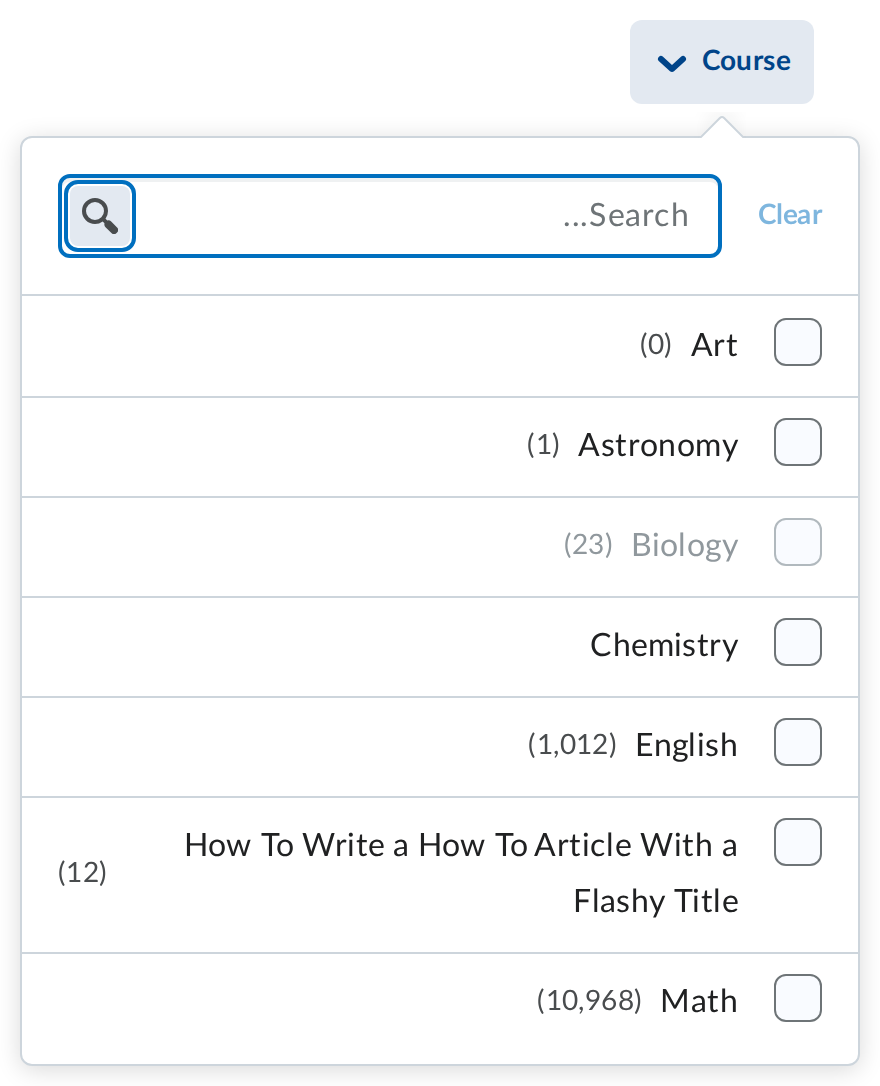 Course
...Search
Clear
(0) Art
(1) Astronomy
(23) Biology
Chemistry
(1,012) English
How To Write a How To Article With a
(12)
Flashy Title
(10,968) Math